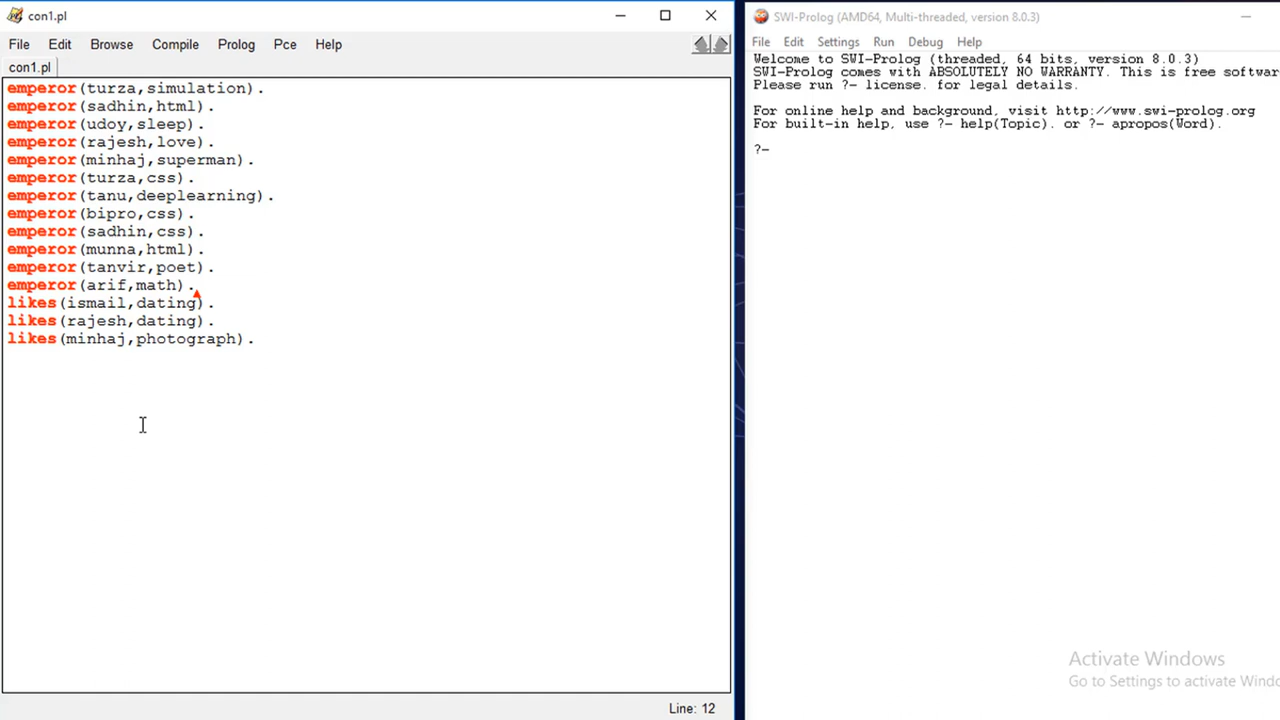 con1.pl
File Edit Browse Compile Prolog Pce Help
con1.pl
emperor(turza,simulation).
emperor(sadhin,html).
emperor(udoy,sleep).
emperor(rajesh,love).
emperor(minhaj,superman).
emperor(turza,css).
emperor(tanu,deeplearning).
emperor(bipro,css).
emperor(sadhin,css).
emperor(munna,html).
emperor(tanvir,poet).
emperor(arif,math).
likes(ismail,dating).
likes(rajesh,dating).
likes(minhaj,photograph).
Line: 12
SWI-Prolog (AMD64, Multi-threaded, version 8.0.3)
File Edit Settings Run Debug Help
Welcome to SWI-Prolog (threaded, 64 bits, version 8.0.3)
SWI-Prolog comes with ABSOLUTELY NO WARRANTY. This is free softwar
Please run ?- license. for legal details.
For online help and background, visit http://www.swi-prolog.org
For built-in help, use ?- help(Topic). or ?- apropos(Word).
?-
Activate Windows
Go to Settings to activate Windo